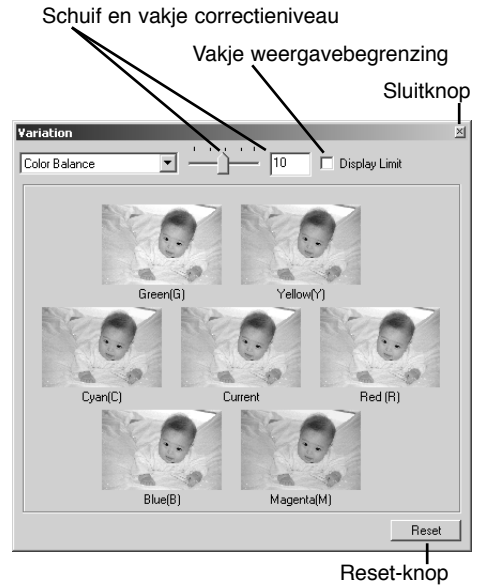 Schuif en vakje correctieniveau
Vakje weergavebegrenzing
Sluitknop
Variation
Color Balance
10
Display Limit
Green(G)
Yellow(Y)
Cyan(C)
Current
Red (R)
Blue(B)
Magenta(M)
Reset
Reset-knop